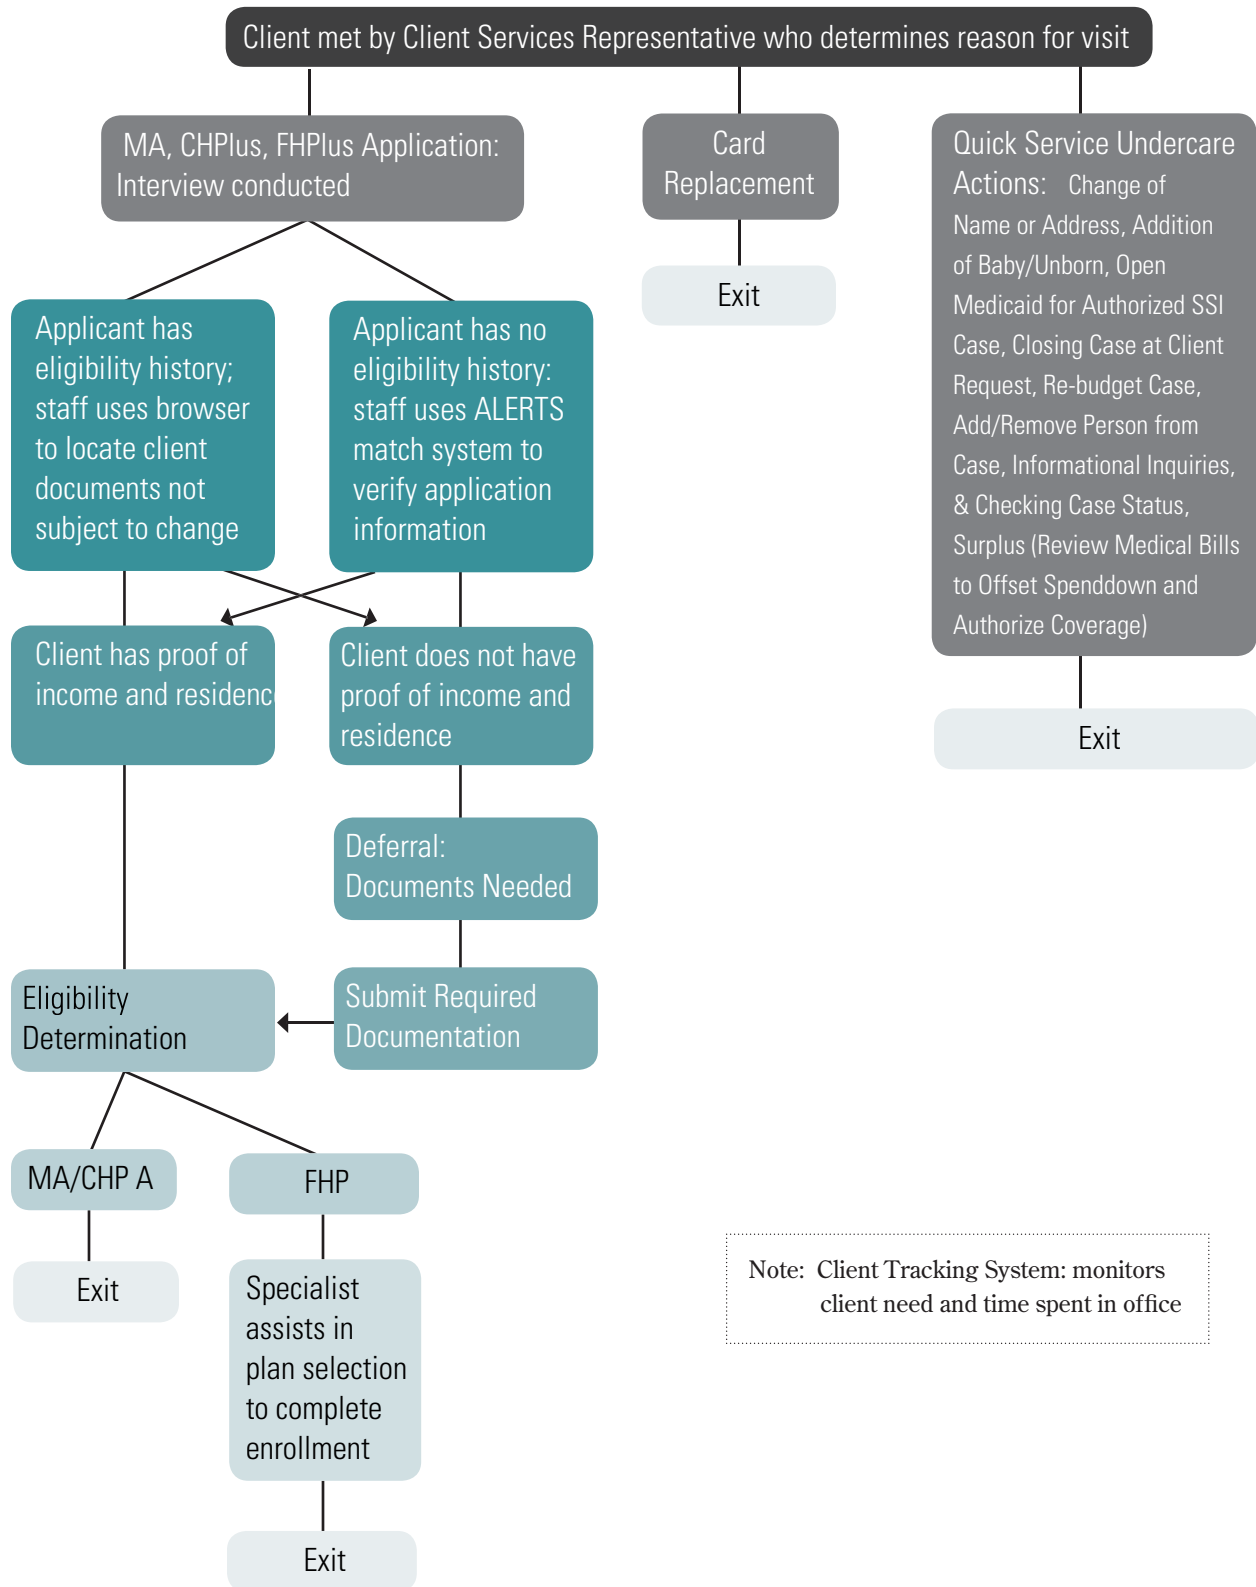 Client met by Client Services Representative who determines reason for visit
MA, CHPlus, FHPlus Application:
Interview conducted
Card
Replacement
Exit
Quick Service Undercare
Actions: Change of
Name or Address, Addition
of Baby/Unborn, Open
Medicaid for Authorized SSI
Case, Closing Case at Client
Request, Re-budget Case,
Add/Remove Person from
Case, Informational Inquiries,
& Checking Case Status,
Surplus (Review Medical Bills
to Offset Spenddown and
Authorize Coverage)
Exit
Applicant has
eligibility history;
staff uses browser
to locate client
documents not
subject to change
Applicant has no
eligibility history:
staff uses ALERTS
match system to
verify application
information
Client has proof of
income and residence
Client does not have
proof of income and
residence
Deferral:
Documents Needed
Submit Required
Documentation
Eligibility
Determination
MA/CHP A
Exit
FHP
Specialist
assists in
plan selection
to complete
enrollment
Exit
Note: Client Tracking System: monitors
client need and time spent in office